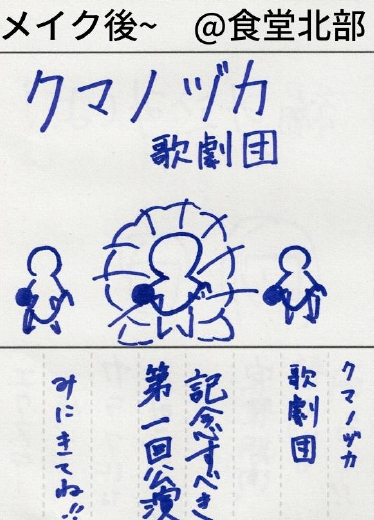 メイク後~　@食堂北部
クマノヅカ
歌劇団
クマノヅカ
歌劇団
記念すべき
第一回公演
みにきてね!!